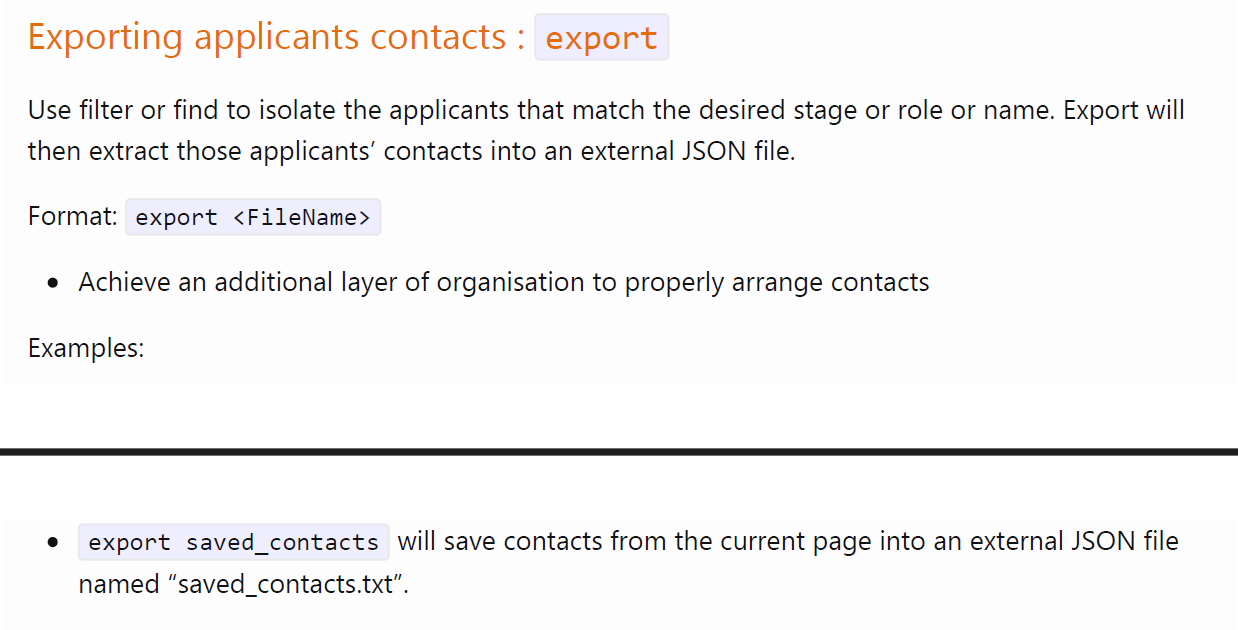 Exporting applicants contacts : export
Use filter or find to isolate the applicants that match the desired stage or role or name. Export will
then extract those applicants’ contacts into an external JSON file.
Format: export <FileName>
• Achieve an additional layer of organisation to properly arrange contacts
Examples:
• export saved_contacts will save contacts from the current page into an external JSON file
named “saved_contacts.txt”.